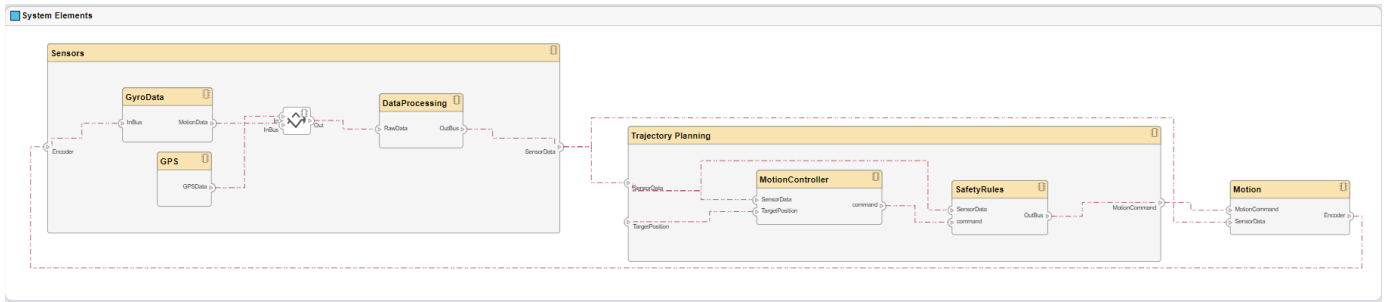 System Elements
Sensors
GyroData
InBus
MotionData
In
InBus
Out
DataProcessing
RawData
OutBus
Encoder
SensorData
GPS
GPSData
Trajectory Planning
SensorData
TargetPosition
MotionController
SensorData
TargetPosition
command
SafetyRules
SensorData
command
OutBus
MotionCommand
Motion
MotionCommand
SensorData
Encoder